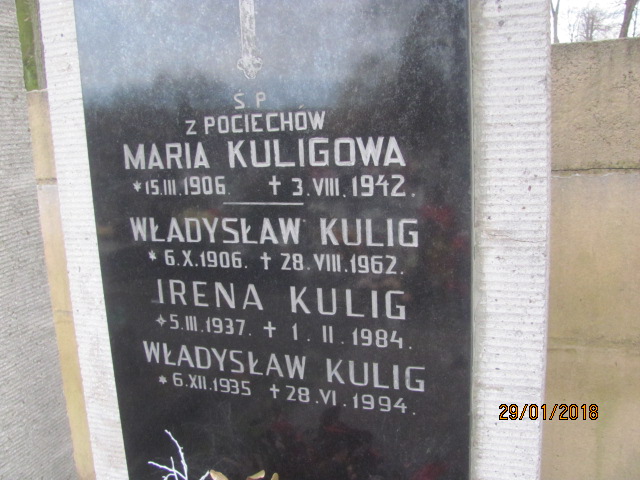 Ś P
Z POCIECHÓW
MARIA KULIGOWA
*15.III.1906. †3.VIII.1942.
WŁADYSŁAW KULIG
*6.X.1906. †28.VIII.1962.
IRENA KULIG
*5.III.1937. †1.II.1984.
WŁADYSŁAW KULIG
*6.XII.1935 †28.VI.1994.
29/01/2018